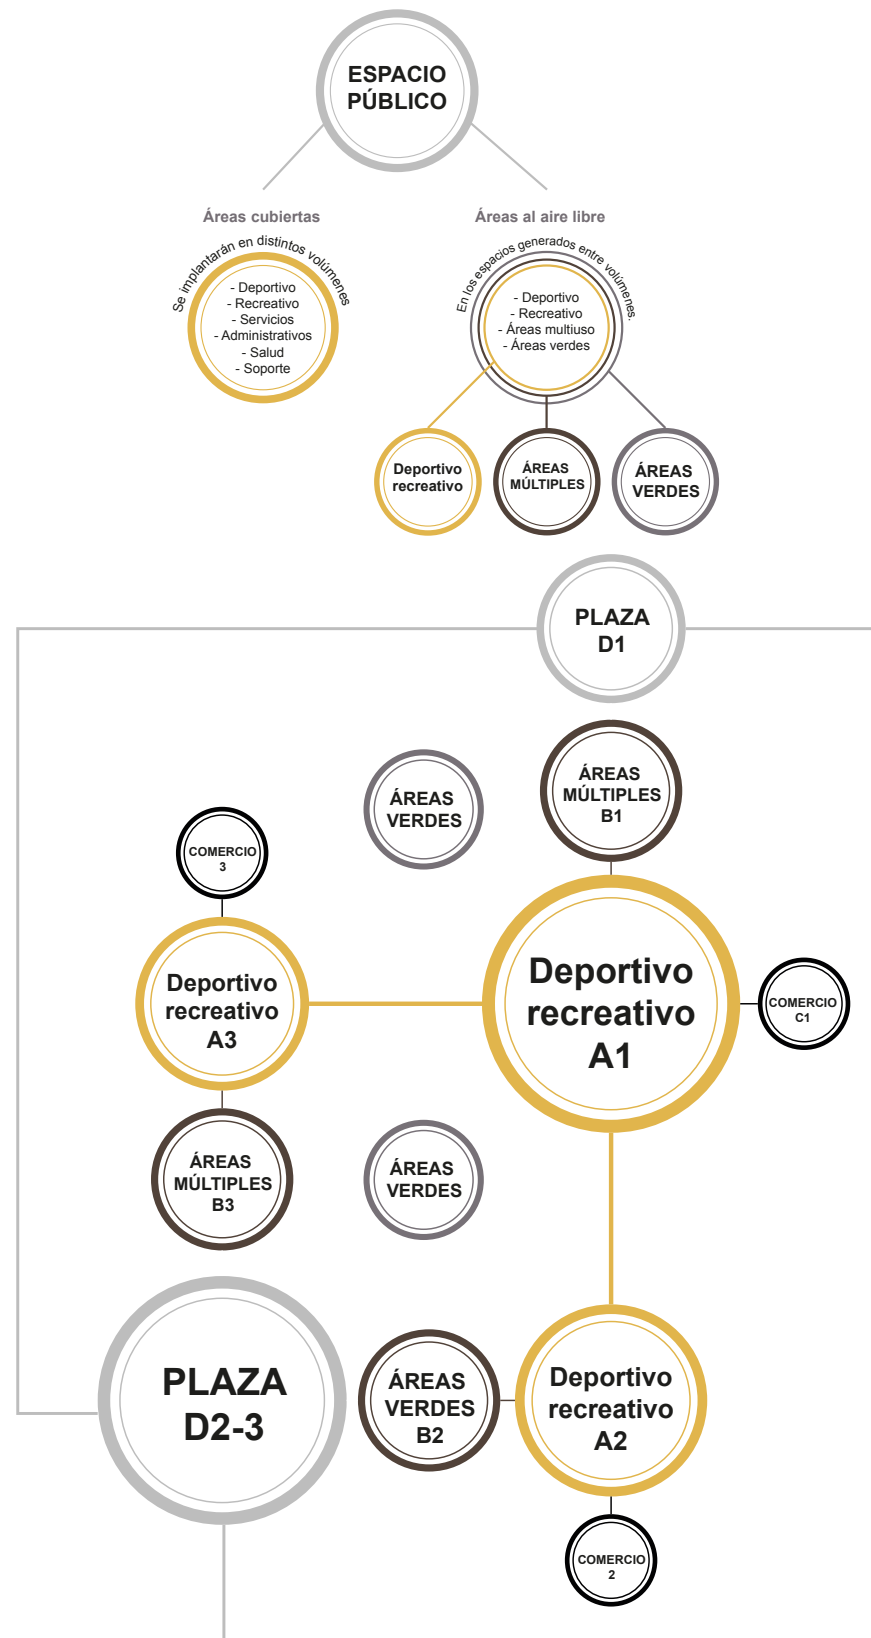 ESPACIO
PÚBLICO
Áreas cubiertas
Se implantarán en distintos volúmenes
- Deportivo
- Recreativo
- Servicios
- Administrativos
- Salud
- Soporte
Áreas al aire libre
En los espacios generados entre volúmenes.
- Deportivo
- Recreativo
- Áreas multiuso
- Áreas verdes
Deportivo
recreativo
ÁREAS
MÚLTIPLES
ÁREAS
VERDES
PLAZA
D1
ÁREAS
MÚLTIPLES
B1
ÁREAS
VERDES
COMERCIO
3
Deportivo
recreativo
A3
Deportivo
recreativo
A1
COMERCIO
C1
ÁREAS
MÚLTIPLES
B3
ÁREAS
VERDES
PLAZA
D2-3
ÁREAS
VERDES
B2
Deportivo
recreativo
A2
COMERCIO
2